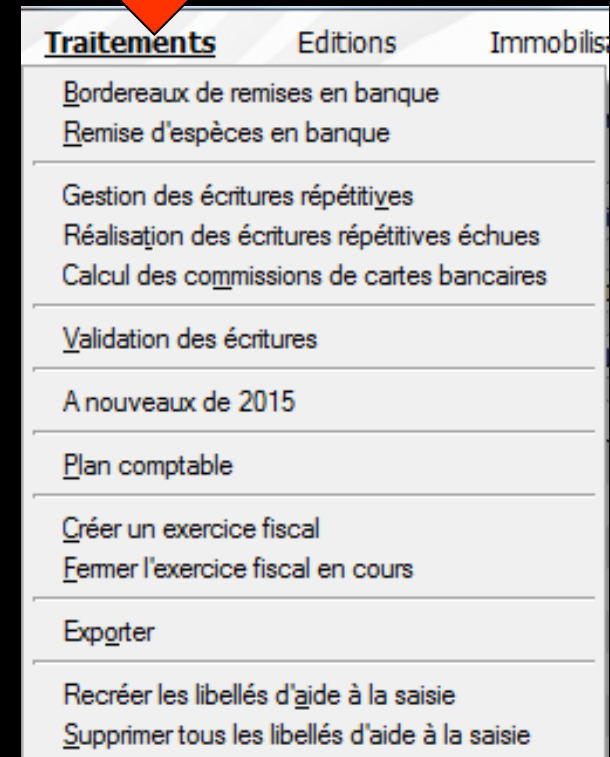 Traitements Editions Immobilis
Bordereaux de remises en banque
Remise d'espèces en banque
Gestion des écritures répétitives
Réalisation des écritures répétitives échues
Calcul des commissions de cartes bancaires
Validation des écritures
A nouveaux de 2015
Plan comptable
Créer un exercice fiscal
Fermer l'exercice fiscal en cours
Exporter
Recréer les libellés d'aide à la saisie
Supprimer tous les libellés d'aide à la saisie